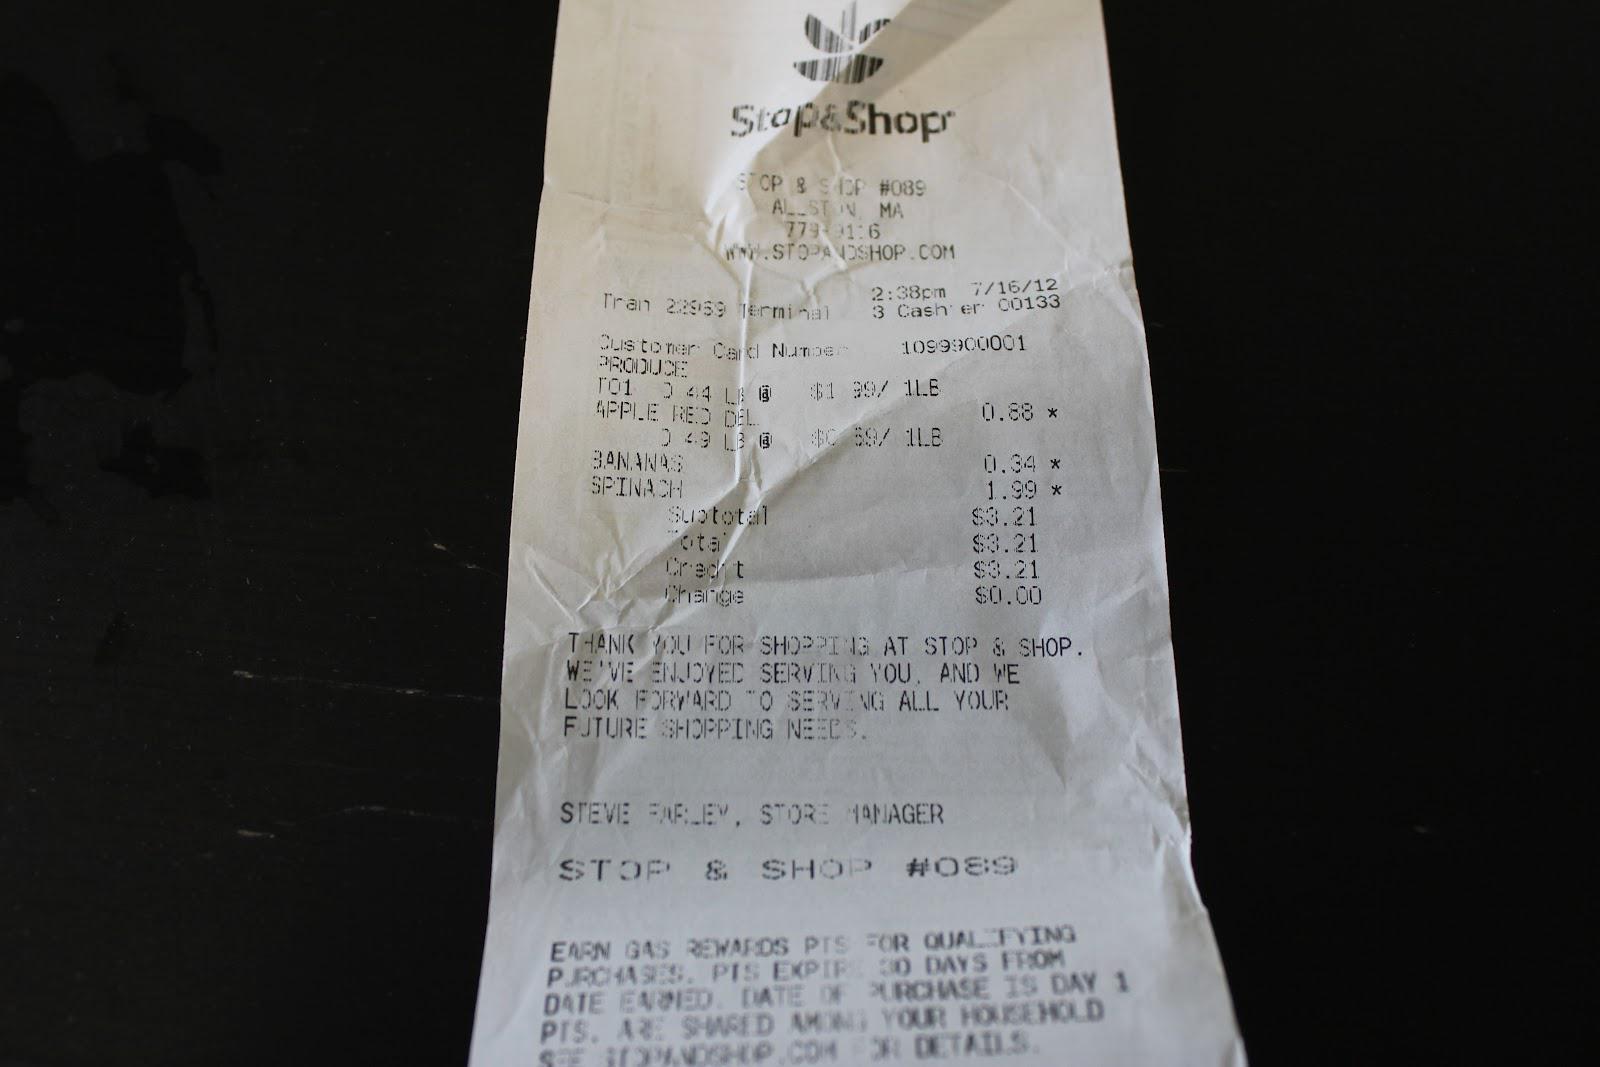 Stop&Shop
STOP & SHOP #089
ALLSTON, MA
779-9116
WWW.STOPANDSHOP.COM
2:38pm 7/16/12
Tran 22969 Terminal 3 Cashier 00133
Customer Card Number 1099900001
PRODUCE
T01 0.44 LB @ $1.99/ 1LB
APPLE RED DEL 0.88 *
0.49 LB @ $0.69/ 1LB
BANANAS 0.34 *
SPINACH 1.99 *
Subtotal $3.21
Total $3.21
Credit $3.21
Change $0.00
THANK YOU FOR SHOPPING AT STOP & SHOP.
WE'VE ENJOYED SERVING YOU, AND WE
LOOK FORWARD TO SERVING ALL YOUR
FUTURE SHOPPING NEEDS.
STEVE FARLEY, STORE MANAGER
STOP & SHOP #089
EARN GAS REWARDS PTS FOR QUALIFYING
PURCHASES. PTS EXPIRE 30 DAYS FROM
DATE EARNED. DATE OF PURCHASE IS DAY 1
PTS. ARE SHARED AMONG YOUR HOUSEHOLD
SEE STOPANDSHOP.COM FOR DETAILS.